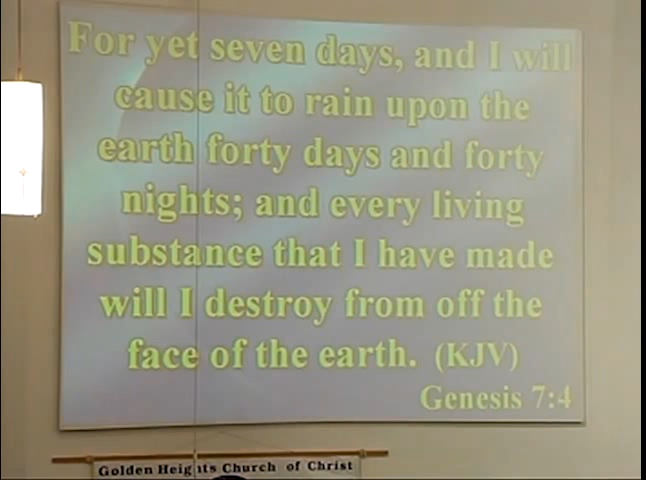 For yet seven days, and I will
cause it to rain upon the
earth forty days and forty
nights; and every living
substance that I have made
will I destroy from off the
face of the earth. (KJV)
Genesis 7:4
Golden Heights Church of Christ